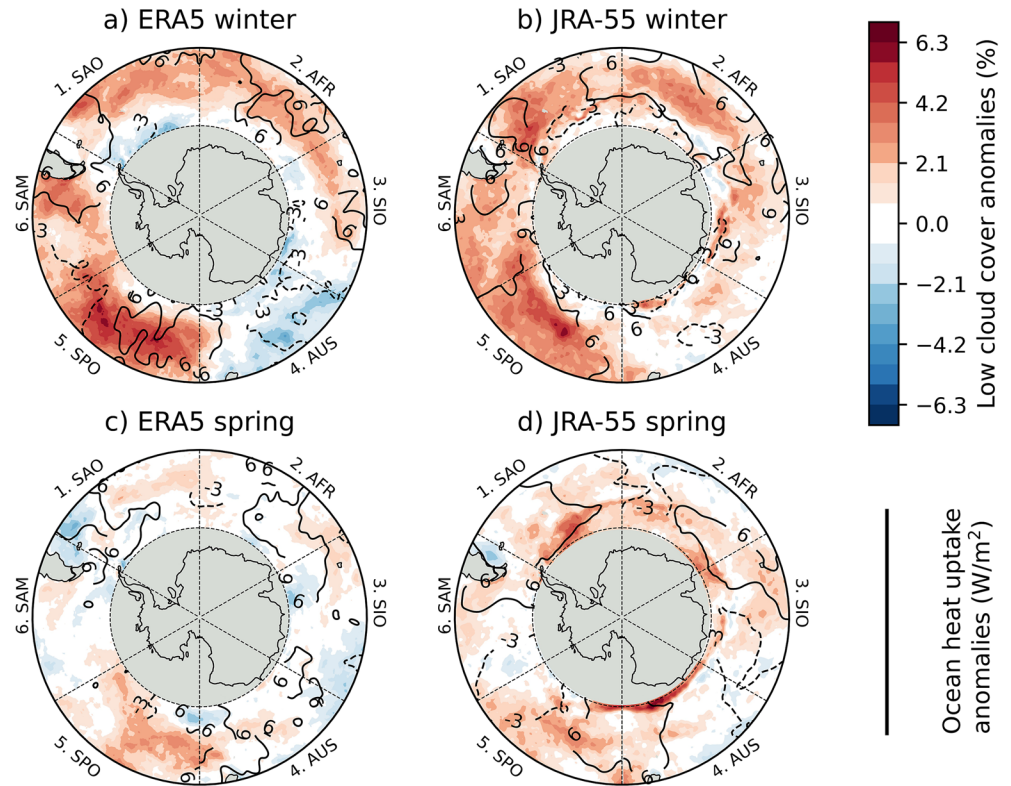 a) ERA5 winter
b) JRA-55 winter
1. SAO
2. AFR
3. SIO
4. AUS
5. SPO
6. SAM
1. SAO
2. AFR
3. SIO
4. AUS
5. SPO
6. SAM
6.3
4.2
2.1
0.0
−2.1
−4.2
−6.3
Low cloud cover anomalies (%)
c) ERA5 spring
d) JRA-55 spring
1. SAO
2. AFR
3. SIO
4. AUS
5. SPO
6. SAM
1. SAO
2. AFR
3. SIO
4. AUS
5. SPO
6. SAM
Ocean heat uptake
anomalies (W/m²)